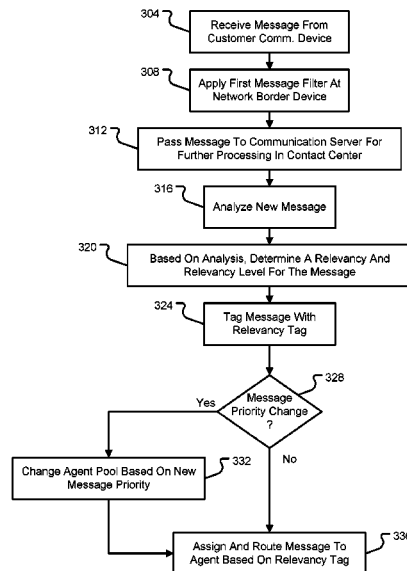 304
Receive Message From
Customer Comm. Device
308
Apply First Message Filter At
Network Border Device
312
Pass Message To Communication Server For
Further Processing In Contact Center
316
Analyze New Message
320
Based On Analysis, Determine A Relevancy And
Relevancy Level For The Message
324
Tag Message With
Relevancy Tag
328
Message
Priority Change
?
Yes
No
332
Change Agent Pool Based On New
Message Priority
336
Assign And Route Message To
Agent Based On Relevancy Tag